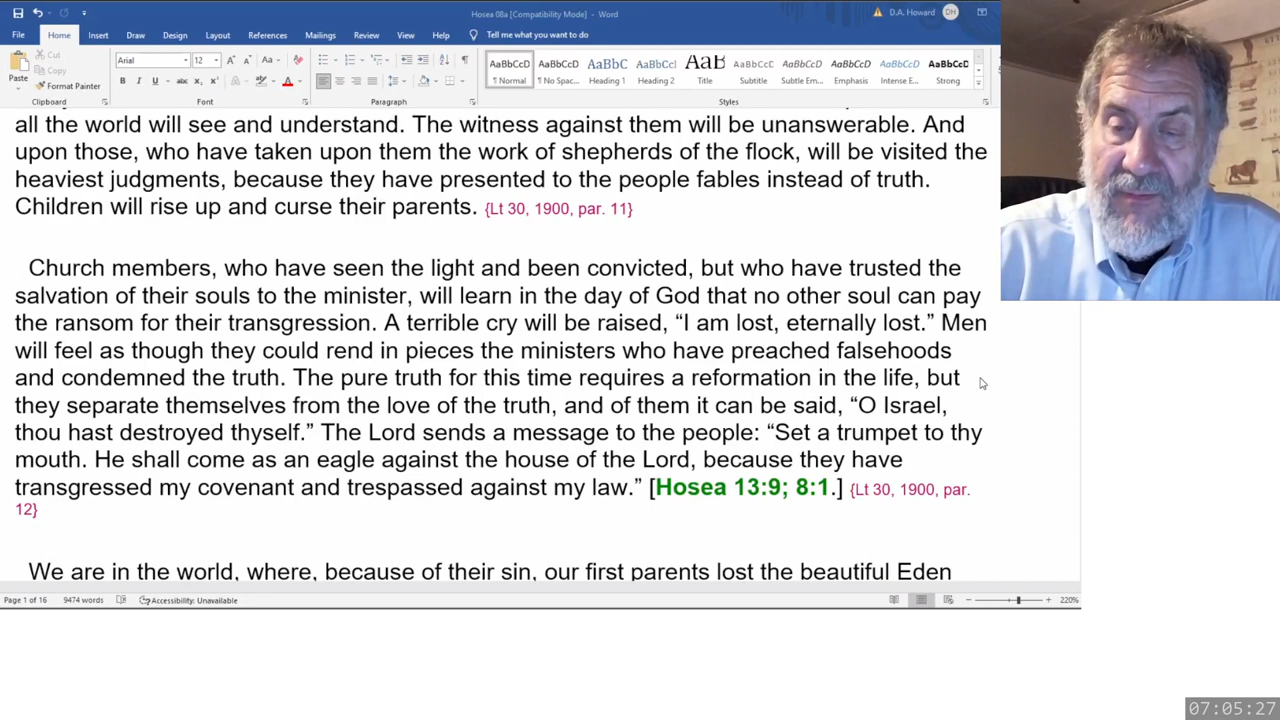 Hosea 08a [Compatibility Mode] - Word
D.A. Howard
DH
File Home Insert Draw Design Layout References Mailings Review View Help Tell me what you want to do
Paste
Cut
Copy
Format Painter
Arial 12
AaBbCcD AaBbCcD AaBbC AaBbCcC AaB AaBbCcD AaBbCcD AaBbCcD AaBbCcD AaBbCcD
¶ Normal ¶ No Spac... Heading 1 Heading 2 Title Subtitle Subtle Em... Emphasis Intense E... Strong
Clipboard Font Paragraph Styles
all the world will see and understand. The witness against them will be unanswerable. And
upon those, who have taken upon them the work of shepherds of the flock, will be visited the
heaviest judgments, because they have presented to the people fables instead of truth.
Children will rise up and curse their parents. {Lt 30, 1900, par. 11}
Church members, who have seen the light and been convicted, but who have trusted the
salvation of their souls to the minister, will learn in the day of God that no other soul can pay
the ransom for their transgression. A terrible cry will be raised, “I am lost, eternally lost.” Men
will feel as though they could rend in pieces the ministers who have preached falsehoods
and condemned the truth. The pure truth for this time requires a reformation in the life, but
they separate themselves from the love of the truth, and of them it can be said, “O Israel,
thou hast destroyed thyself.” The Lord sends a message to the people: “Set a trumpet to thy
mouth. He shall come as an eagle against the house of the Lord, because they have
transgressed my covenant and trespassed against my law.” [Hosea 13:9; 8:1.] {Lt 30, 1900, par.
12}
We are in the world, where, because of their sin, our first parents lost the beautiful Eden
Page 1 of 16 9474 words Accessibility: Unavailable 220%
07:05:27